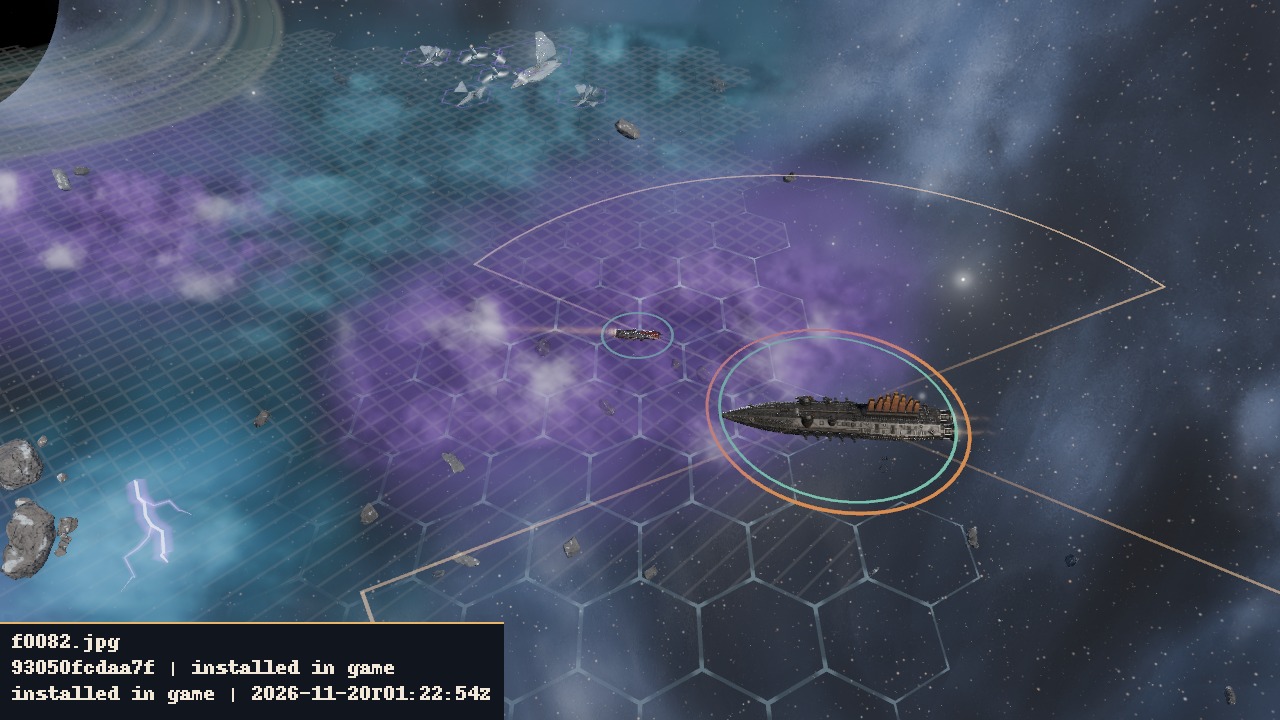 f0082.jpg
93050fcdaa7f | installed in game
installed in game | 2026-11-20T01:22:54Z